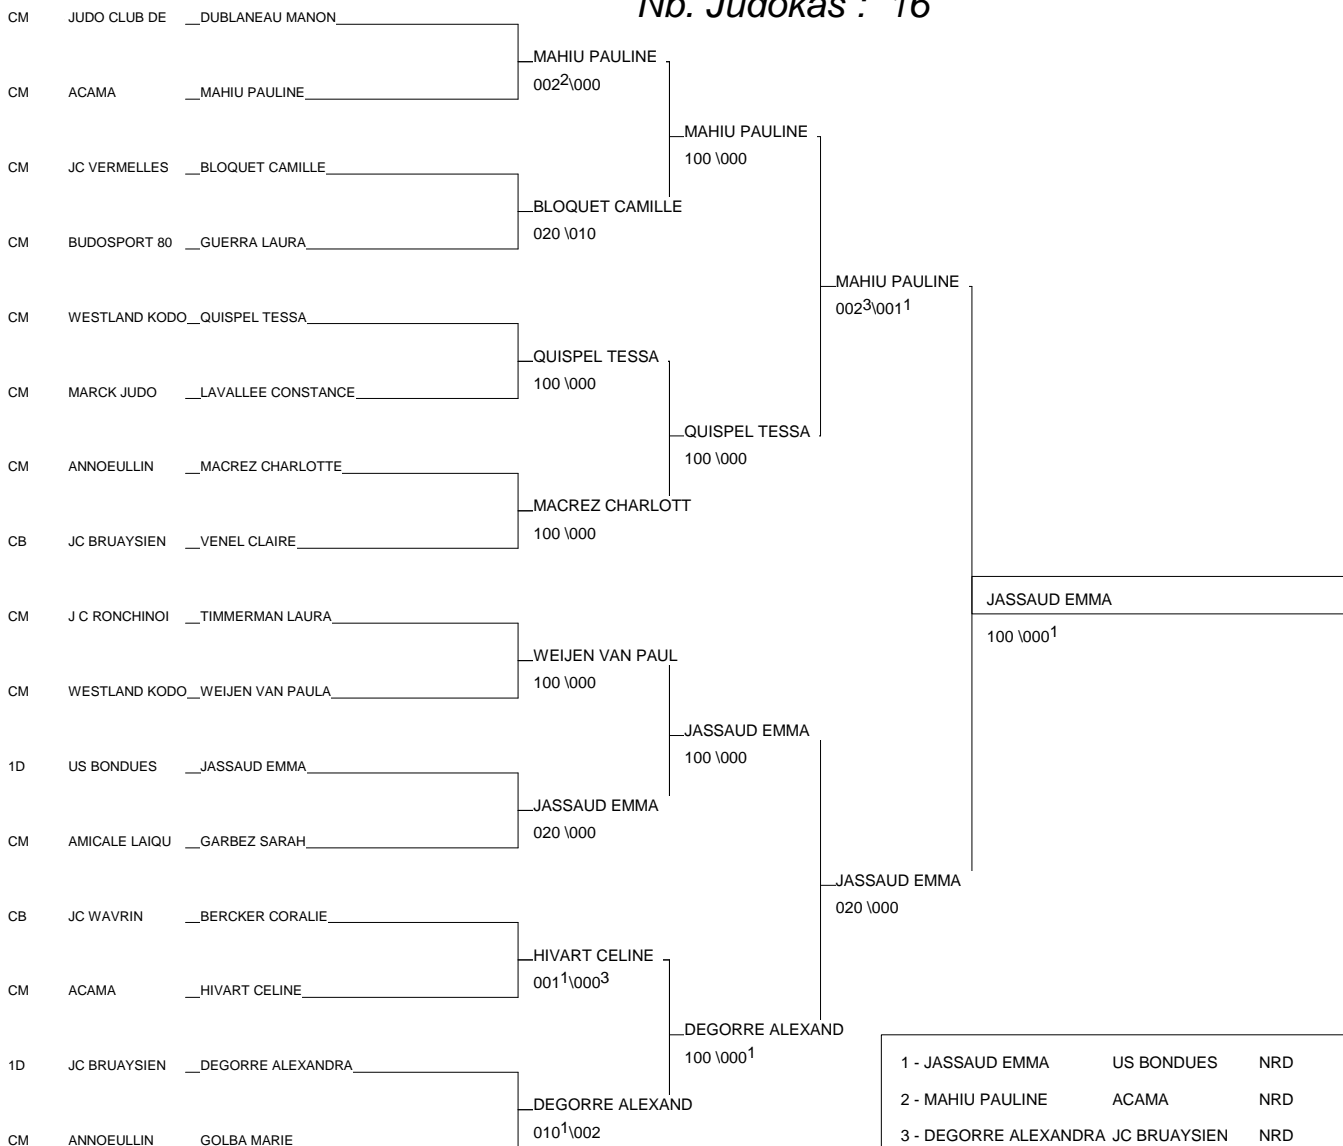 Nb. Judokas : 16
CM JUDO CLUB DE DUBLANEAU MANON
MAHIU PAULINE
002²\000
CM ACAMA MAHIU PAULINE
MAHIU PAULINE
100 \000
CM JC VERMELLES BLOQUET CAMILLE
BLOQUET CAMILLE
020 \010
CM BUDOSPORT 80 GUERRA LAURA
MAHIU PAULINE
002³\001¹
CM WESTLAND KODO QUISPEL TESSA
QUISPEL TESSA
100 \000
CM MARCK JUDO LAVALLEE CONSTANCE
QUISPEL TESSA
100 \000
CM ANNOEULLIN MACREZ CHARLOTTE
MACREZ CHARLOTT
100 \000
CB JC BRUAYSIEN VENEL CLAIRE
JASSAUD EMMA
100 \000¹
CM J C RONCHINOI TIMMERMAN LAURA
WEIJEN VAN PAUL
100 \000
CM WESTLAND KODO WEIJEN VAN PAULA
JASSAUD EMMA
100 \000
1D US BONDUES JASSAUD EMMA
JASSAUD EMMA
020 \000
CM AMICALE LAIQU GARBEZ SARAH
JASSAUD EMMA
020 \000
CB JC WAVRIN BERCKER CORALIE
HIVART CELINE
001¹\000³
CM ACAMA HIVART CELINE
DEGORRE ALEXAND
100 \000¹
1D JC BRUAYSIEN DEGORRE ALEXANDRA
DEGORRE ALEXAND
010¹\002
CM ANNOEULLIN GOLBA MARIE
1 - JASSAUD EMMA US BONDUES NRD
2 - MAHIU PAULINE ACAMA NRD
3 - DEGORRE ALEXANDRA JC BRUAYSIEN NRD